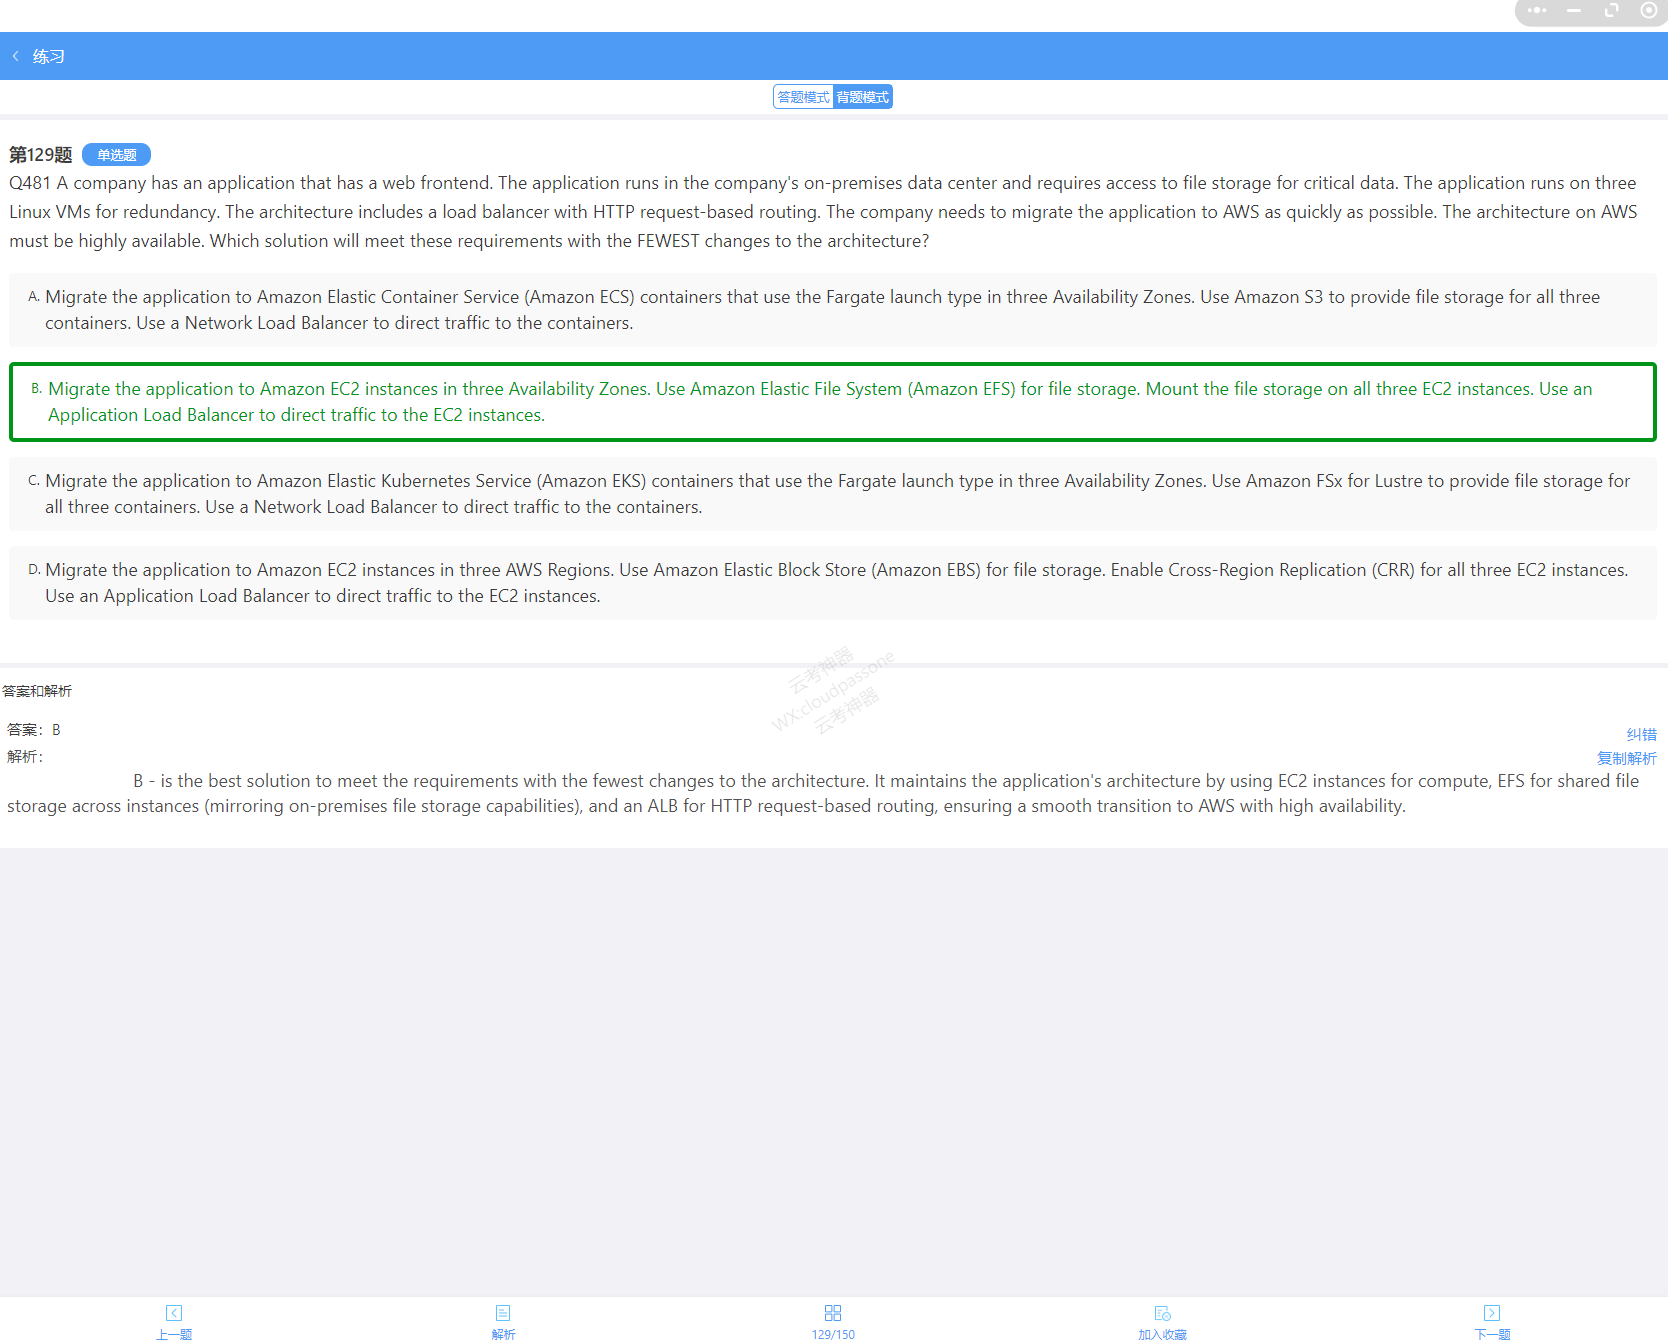 练习
答题模式 背题模式
第129题 单选题
Q481 A company has an application that has a web frontend. The application runs in the company's on-premises data center and requires access to file storage for critical data. The application runs on three
Linux VMs for redundancy. The architecture includes a load balancer with HTTP request-based routing. The company needs to migrate the application to AWS as quickly as possible. The architecture on AWS
must be highly available. Which solution will meet these requirements with the FEWEST changes to the architecture?
A. Migrate the application to Amazon Elastic Container Service (Amazon ECS) containers that use the Fargate launch type in three Availability Zones. Use Amazon S3 to provide file storage for all three
containers. Use a Network Load Balancer to direct traffic to the containers.
B. Migrate the application to Amazon EC2 instances in three Availability Zones. Use Amazon Elastic File System (Amazon EFS) for file storage. Mount the file storage on all three EC2 instances. Use an
Application Load Balancer to direct traffic to the EC2 instances.
C. Migrate the application to Amazon Elastic Kubernetes Service (Amazon EKS) containers that use the Fargate launch type in three Availability Zones. Use Amazon FSx for Lustre to provide file storage for
all three containers. Use a Network Load Balancer to direct traffic to the containers.
D. Migrate the application to Amazon EC2 instances in three AWS Regions. Use Amazon Elastic Block Store (Amazon EBS) for file storage. Enable Cross-Region Replication (CRR) for all three EC2 instances.
Use an Application Load Balancer to direct traffic to the EC2 instances.
云考神器
WX:cloudpassone
云考神器
答案和解析
答案：B
纠错
解析：
复制解析
B - is the best solution to meet the requirements with the fewest changes to the architecture. It maintains the application's architecture by using EC2 instances for compute, EFS for shared file
storage across instances (mirroring on-premises file storage capabilities), and an ALB for HTTP request-based routing, ensuring a smooth transition to AWS with high availability.
上一题 解析 129/150 加入收藏 下一题